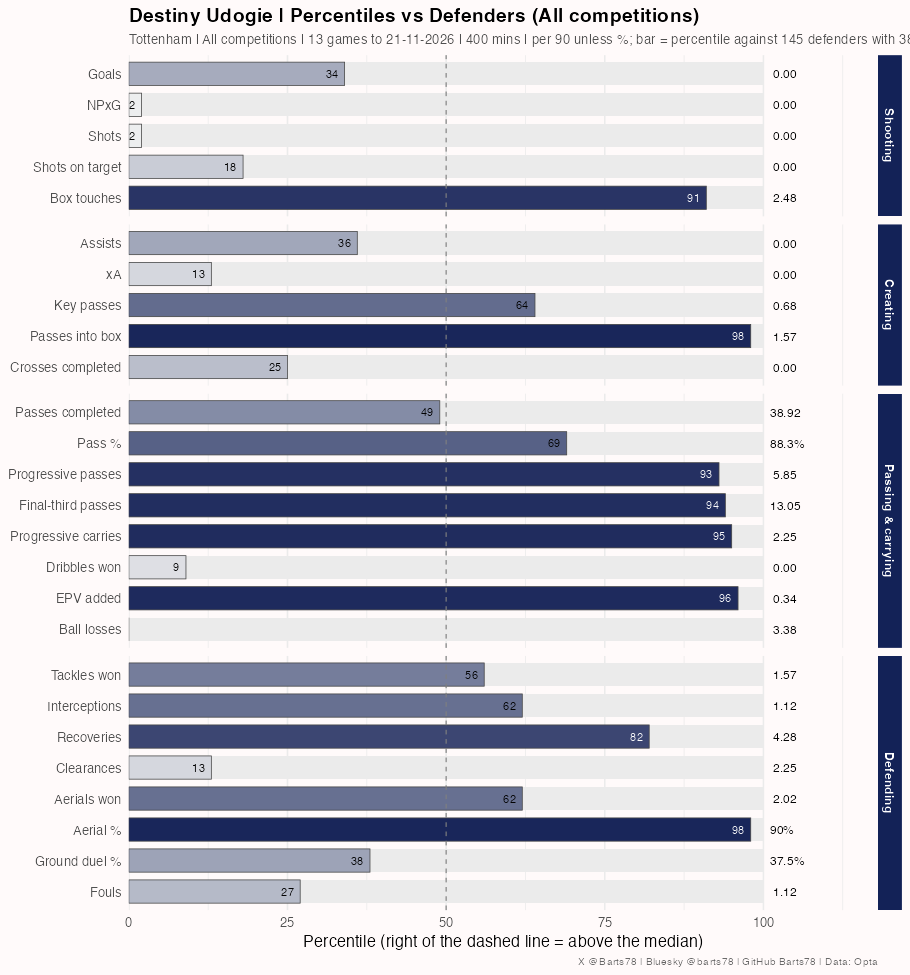 Destiny Udogie | Percentiles vs Defenders (All competitions)
Tottenham | All competitions | 13 games to 21-11-2026 | 400 mins | per 90 unless %; bar = percentile against 145 defenders with 38
Goals 34 0.00
NPxG 2 0.00
Shots 2 0.00
Shots on target 18 0.00
Box touches 91 2.48
Shooting
Assists 36 0.00
xA 13 0.00
Key passes 64 0.68
Passes into box 98 1.57
Crosses completed 25 0.00
Creating
Passes completed 49 38.92
Pass % 69 88.3%
Progressive passes 93 5.85
Final-third passes 94 13.05
Progressive carries 95 2.25
Dribbles won 9 0.00
EPV added 96 0.34
Ball losses 3.38
Passing & carrying
Tackles won 56 1.57
Interceptions 62 1.12
Recoveries 82 4.28
Clearances 13 2.25
Aerials won 62 2.02
Aerial % 98 90%
Ground duel % 38 37.5%
Fouls 27 1.12
Defending
0 25 50 75 100
Percentile (right of the dashed line = above the median)
X @Barts78 | Bluesky @barts78 | GitHub Barts78 | Data: Opta